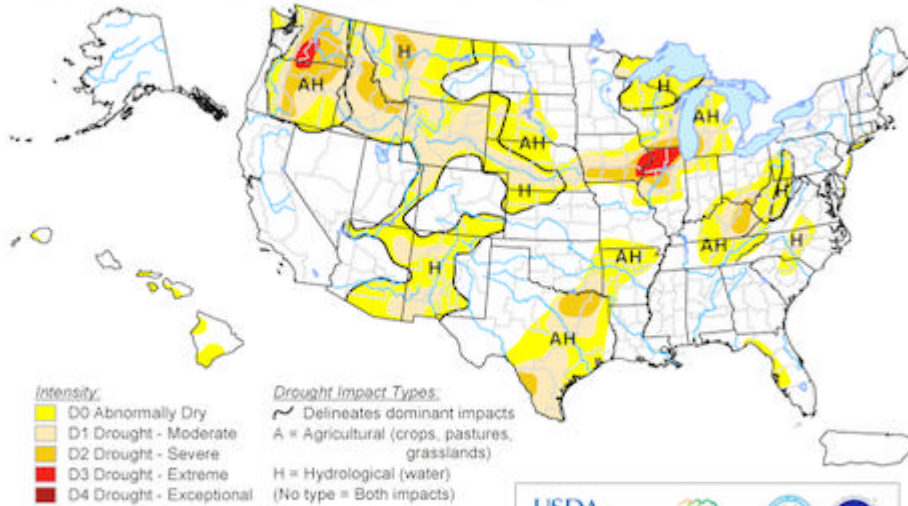 H
AH
H
AH
AH
H
H
AH
H
AH
H
AH
Intensity:
D0 Abnormally Dry
D1 Drought - Moderate
D2 Drought - Severe
D3 Drought - Extreme
D4 Drought - Exceptional
Drought Impact Types:
Delineates dominant impacts
A = Agricultural (crops, pastures,
grasslands)
H = Hydrological (water)
(No type = Both impacts)
USDA